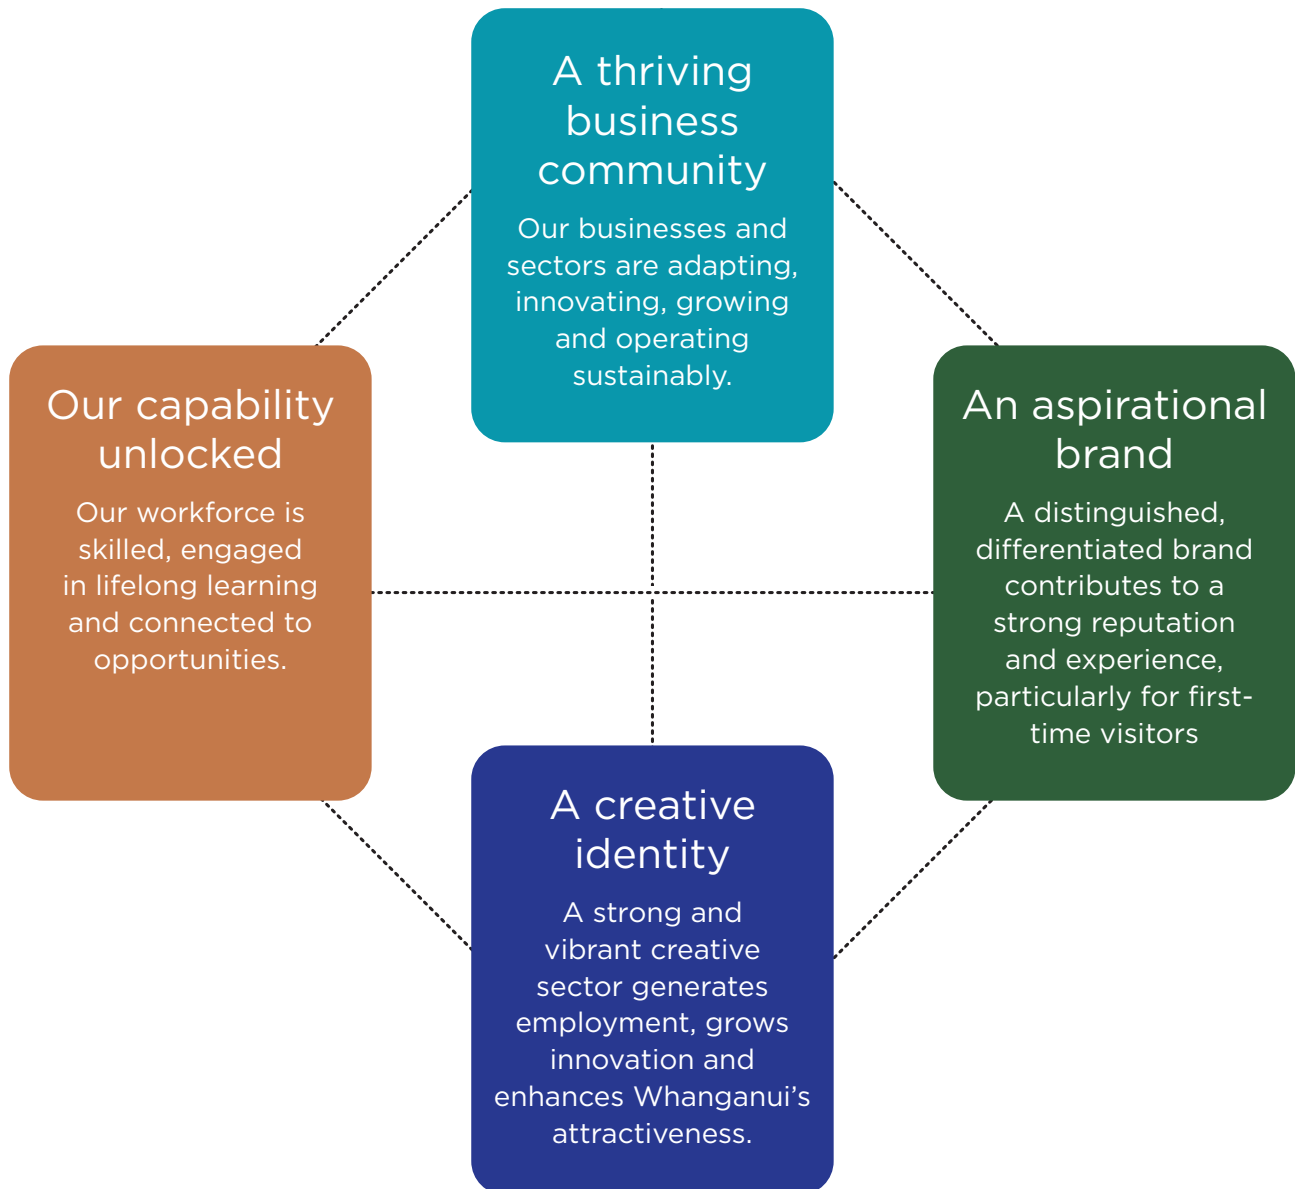 A thriving
business
community
Our businesses and
sectors are adapting,
innovating, growing
and operating
sustainably.
Our capability
unlocked
Our workforce is
skilled, engaged
in lifelong learning
and connected to
opportunities.
An aspirational
brand
A distinguished,
differentiated brand
contributes to a
strong reputation
and experience,
particularly for first-
time visitors
A creative
identity
A strong and
vibrant creative
sector generates
employment, grows
innovation and
enhances Whanganui’s
attractiveness.